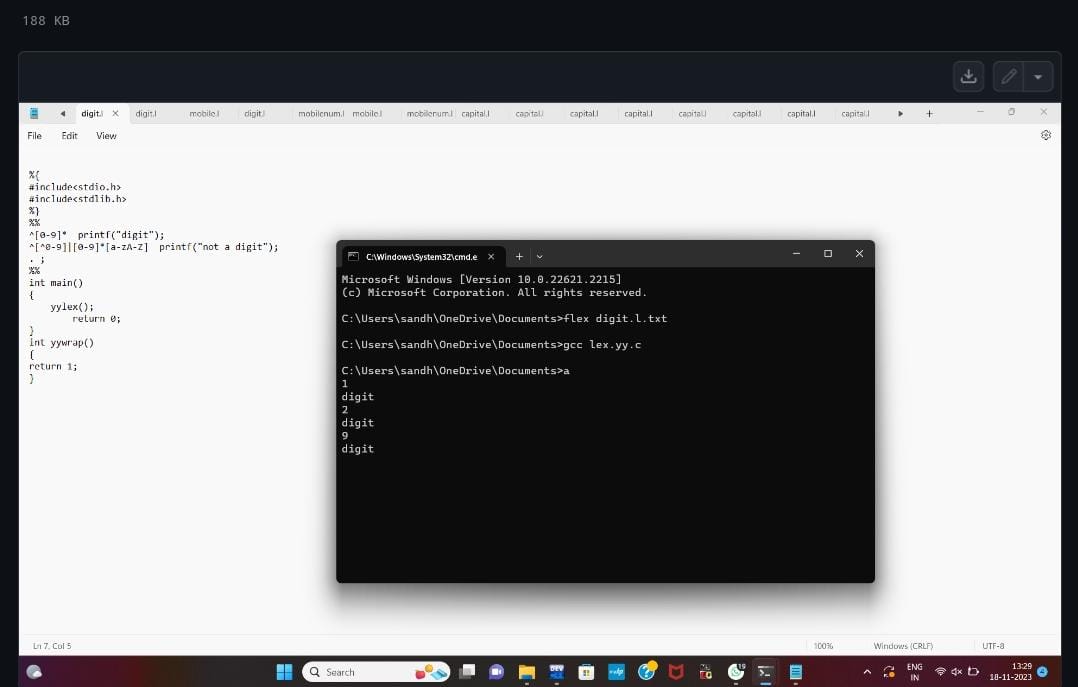 188 KB
digit.l
digit.l
mobile.l
digit.l
mobilenum.l
mobile.l
mobilenum.l
capital.l
capital.l
capital.l
capital.l
capital.l
capital.l
capital.l
capital.l
File Edit View
%{
#include<stdio.h>
#include<stdlib.h>
%}
%%
^[0-9]* printf("digit");
^[^0-9]|[0-9]*[a-zA-Z] printf("not a digit");
. ;
%%
int main()
{
yylex();
return 0;
}
int yywrap()
{
return 1;
}
C:\Windows\System32\cmd.e
Microsoft Windows [Version 10.0.22621.2215]
(c) Microsoft Corporation. All rights reserved.
C:\Users\sandh\OneDrive\Documents>flex digit.l.txt
C:\Users\sandh\OneDrive\Documents>gcc lex.yy.c
C:\Users\sandh\OneDrive\Documents>a
1
digit
2
digit
9
digit
Ln 7, Col 5
100%
Windows (CRLF)
UTF-8
Search
DEV
19
ENG
IN
13:29
18-11-2023